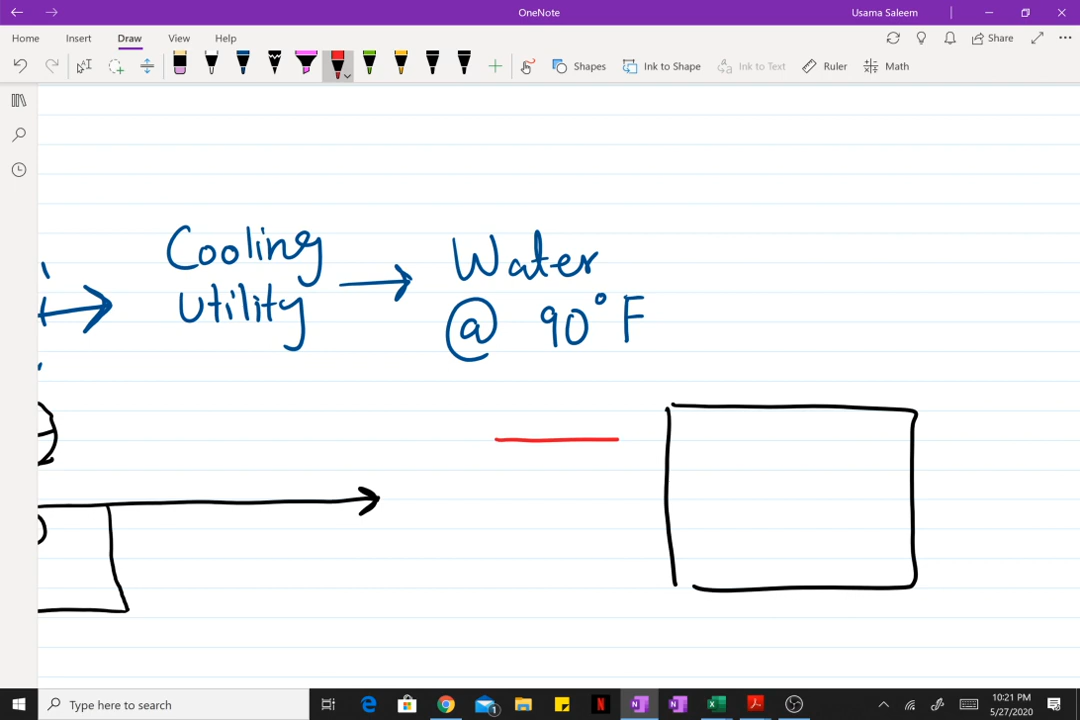 OneNote
Usama Saleem
Home Insert Draw View Help
Share
Shapes Ink to Shape Ink to Text Ruler Math
Cooling
Utility
Water
@ 90°F
Type here to search
1
10:21 PM
5/27/2020